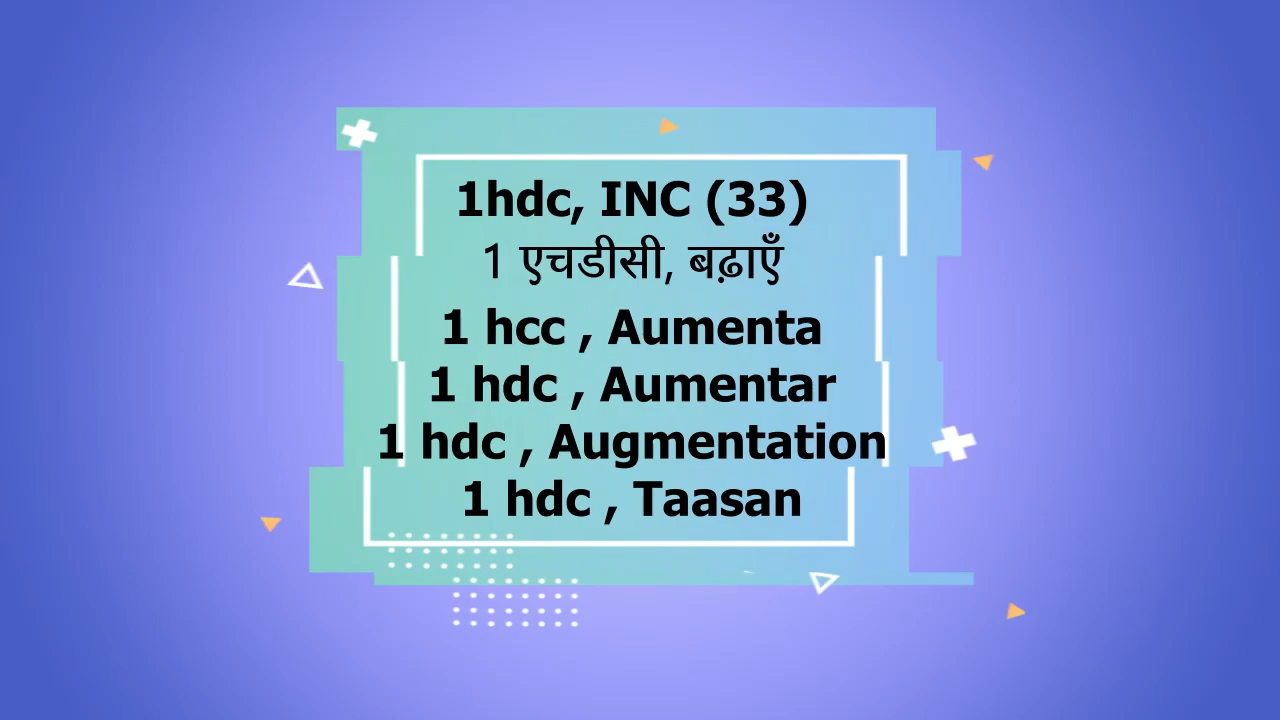 1hdc, INC (33)
1 एचडीसी, बढ़ाएँ
1 hcc , Aumenta
1 hdc , Aumentar
1 hdc , Augmentation
1 hdc , Taasan